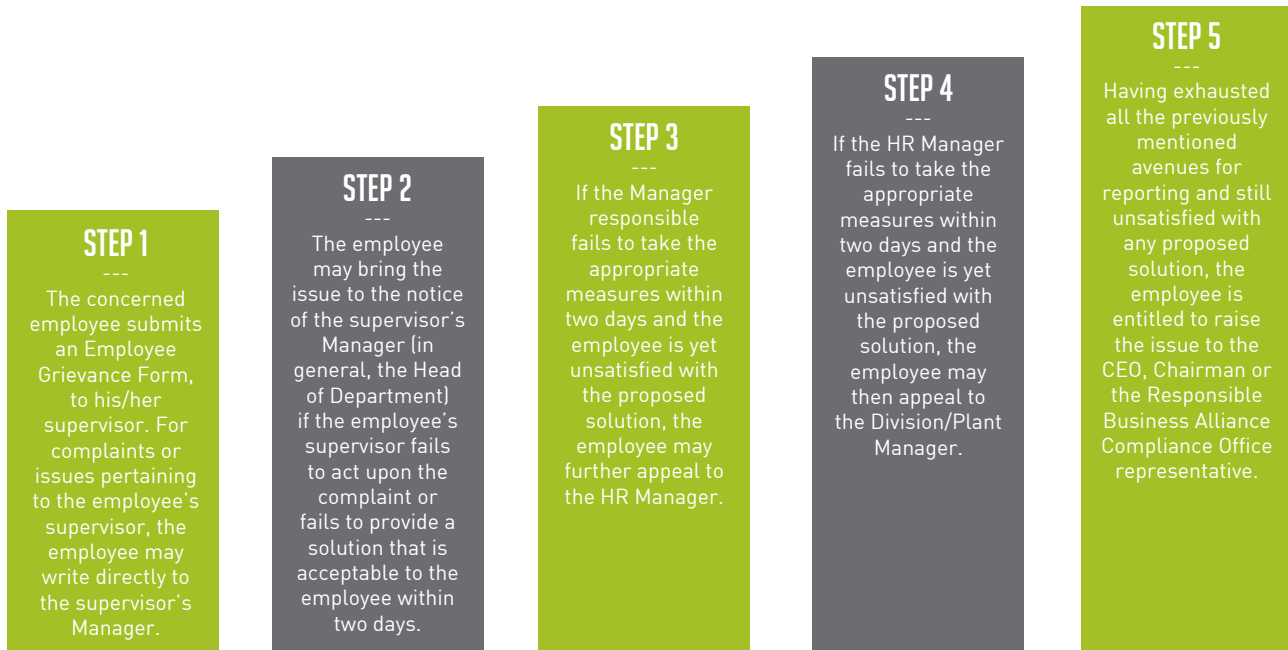 STEP 1
---
The concerned
employee submits
an Employee
Grievance Form,
to his/her
supervisor. For
complaints or
issues pertaining
to the employee's
supervisor, the
employee may
write directly to
the supervisor's
Manager.
STEP 2
---
The employee
may bring the
issue to the notice
of the supervisor's
Manager (in
general, the Head
of Department)
if the employee's
supervisor fails
to act upon the
complaint or
fails to provide a
solution that is
acceptable to the
employee within
two days.
STEP 3
---
If the Manager
responsible
fails to take the
appropriate
measures within
two days and the
employee is yet
unsatisfied with
the proposed
solution, the
employee may
further appeal to
the HR Manager.
STEP 4
---
If the HR Manager
fails to take the
appropriate
measures within
two days and the
employee is yet
unsatisfied with
the proposed
solution, the
employee may
then appeal to
the Division/Plant
Manager.
STEP 5
---
Having exhausted
all the previously
mentioned
avenues for
reporting and still
unsatisfied with
any proposed
solution, the
employee is
entitled to raise
the issue to the
CEO, Chairman or
the Responsible
Business Alliance
Compliance Office
representative.